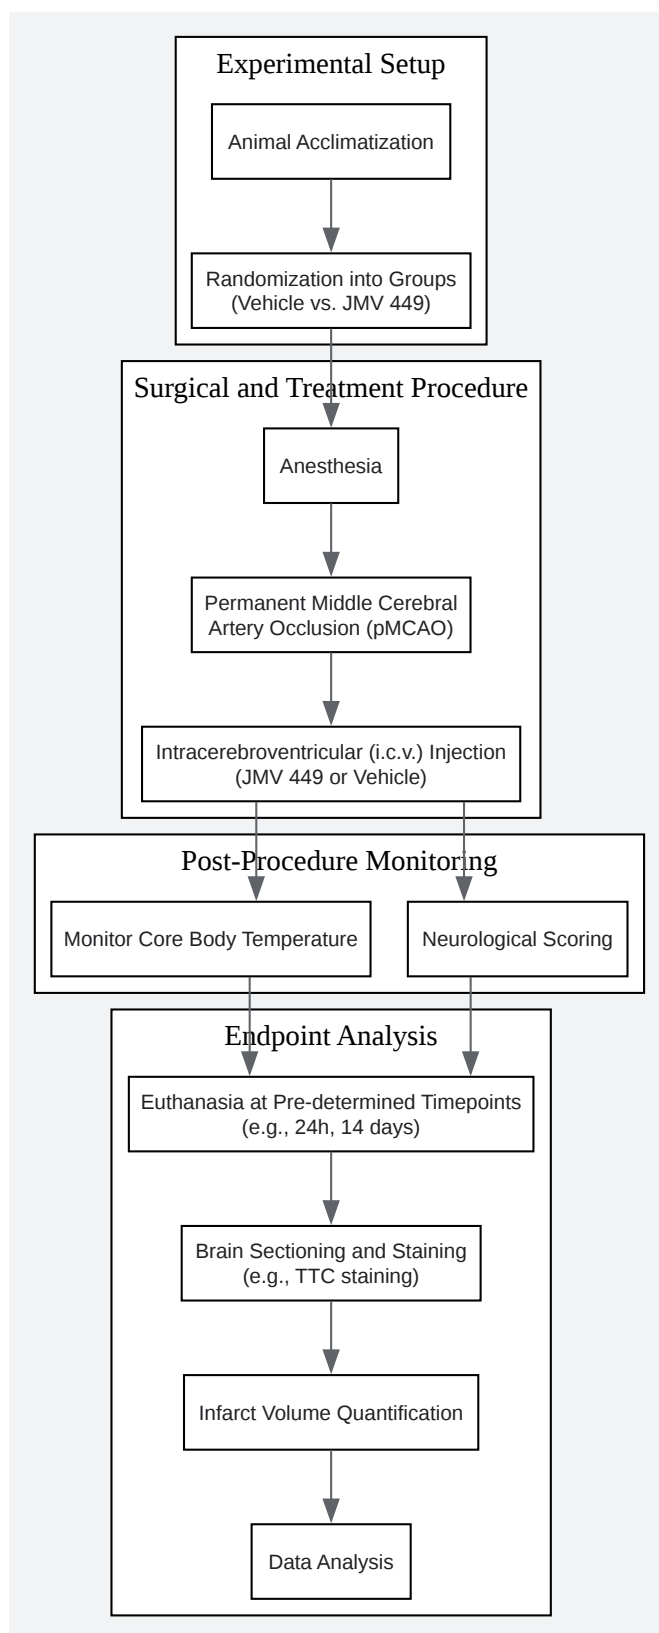 Experimental Setup
Animal Acclimatization
Randomization into Groups
(Vehicle vs. JMV 449)
Surgical and Treatment Procedure
Anesthesia
Permanent Middle Cerebral
Artery Occlusion (pMCAO)
Intracerebroventricular (i.c.v.) Injection
(JMV 449 or Vehicle)
Post-Procedure Monitoring
Monitor Core Body Temperature
Neurological Scoring
Endpoint Analysis
Euthanasia at Pre-determined Timepoints
(e.g., 24h, 14 days)
Brain Sectioning and Staining
(e.g., TTC staining)
Infarct Volume Quantification
Data Analysis